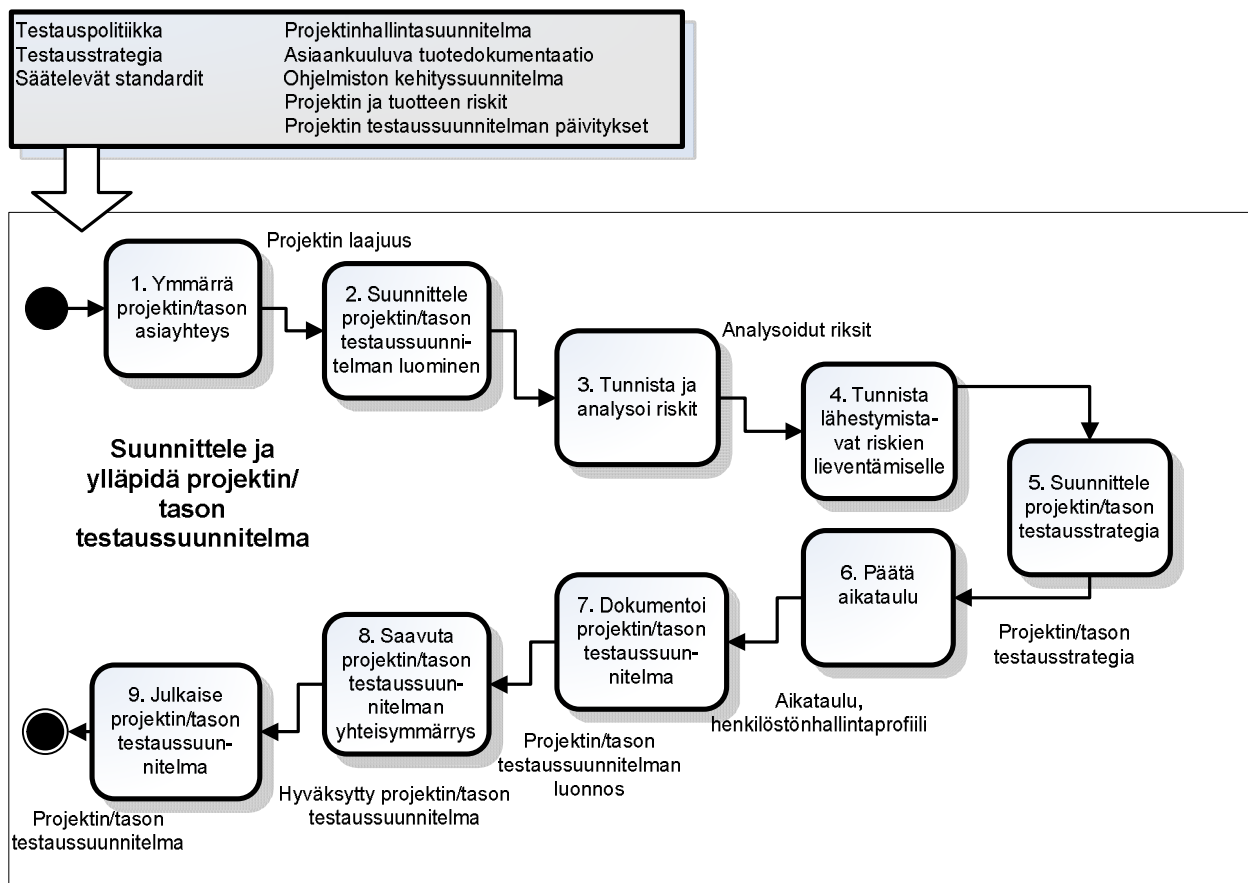 Testauspolitiikka
Testausstrategia
Säätelevät standardit
Projektinhallintasuunnitelma
Asiaankuuluva tuotedokumentaatio
Ohjelmiston kehityssuunnitelma
Projektin ja tuotteen riskit
Projektin testaussuunnitelman päivitykset
1. Ymmärrä
projektin/tason
asiayhteys
Projektin laajuus
2. Suunnittele
projektin/tason
testaussuunni-
telman luominen
3. Tunnista ja
analysoi riskit
Analysoidut riksit
4. Tunnista
lähestymista-
vat riskien
lieventämiselle
5. Suunnittele
projektin/tason
testausstrategia
Projektin/tason
testausstrategia
Suunnittele ja
ylläpidä projektin/
tason
testaussuunnitelma
6. Päätä
aikataulu
Aikataulu,
henkilöstönhallintaprofiili
7. Dokumentoi
projektin/tason
testaussuun-
nitelma
Projektin/tason
testaussuunnitelman
luonnos
8. Saavuta
projektin/tason
testaussuun-
nitelman
yhteisymmärrys
Hyväksytty projektin/tason
testaussuunnitelma
9. Julkaise
projektin/tason
testaussuun-
nitelma
Projektin/tason
testaussuunnitelma